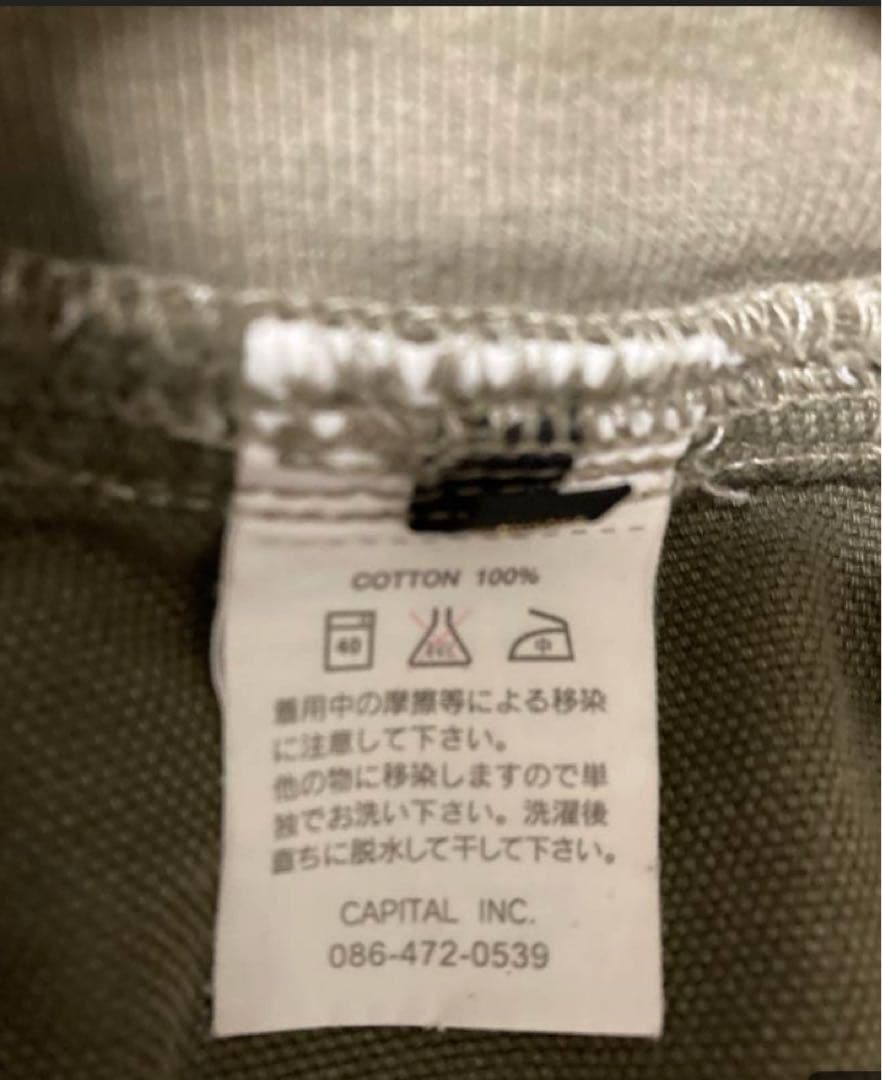 COTTON 100%
40 中
着用中の摩擦等による移染
に注意して下さい。
他の物に移染しますので単
独でお洗い下さい。洗濯後
直ちに脱水して干して下さい。
CAPITAL INC.
086-472-0539